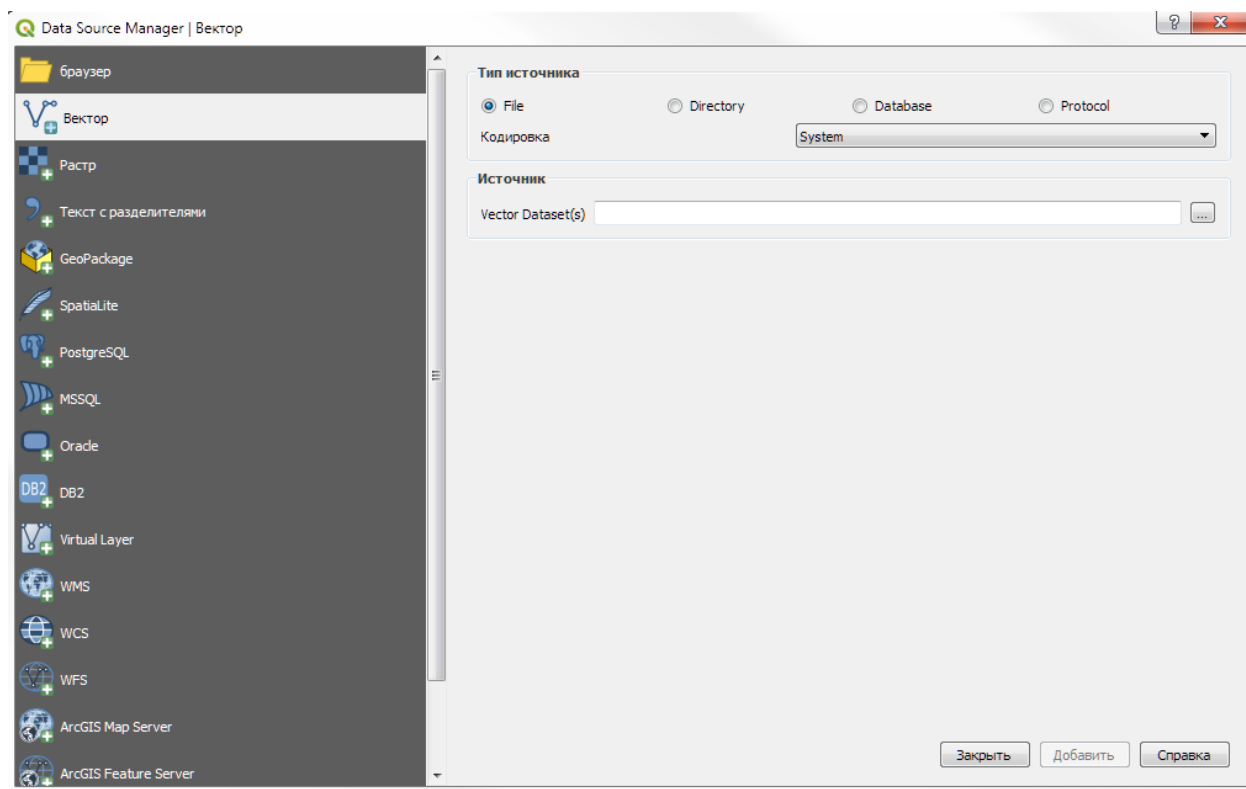 Data Source Manager | Вектор
браузер
Вектор
Растр
Текст с разделителями
GeoPackage
SpatiaLite
PostgreSQL
MSSQL
Oracle
DB2 DB2
Virtual Layer
WMS
WCS
WFS
ArcGIS Map Server
ArcGIS Feature Server
Тип источника
File Directory Database Protocol
Кодировка System
Источник
Vector Dataset(s) ...
Закрыть Добавить Справка